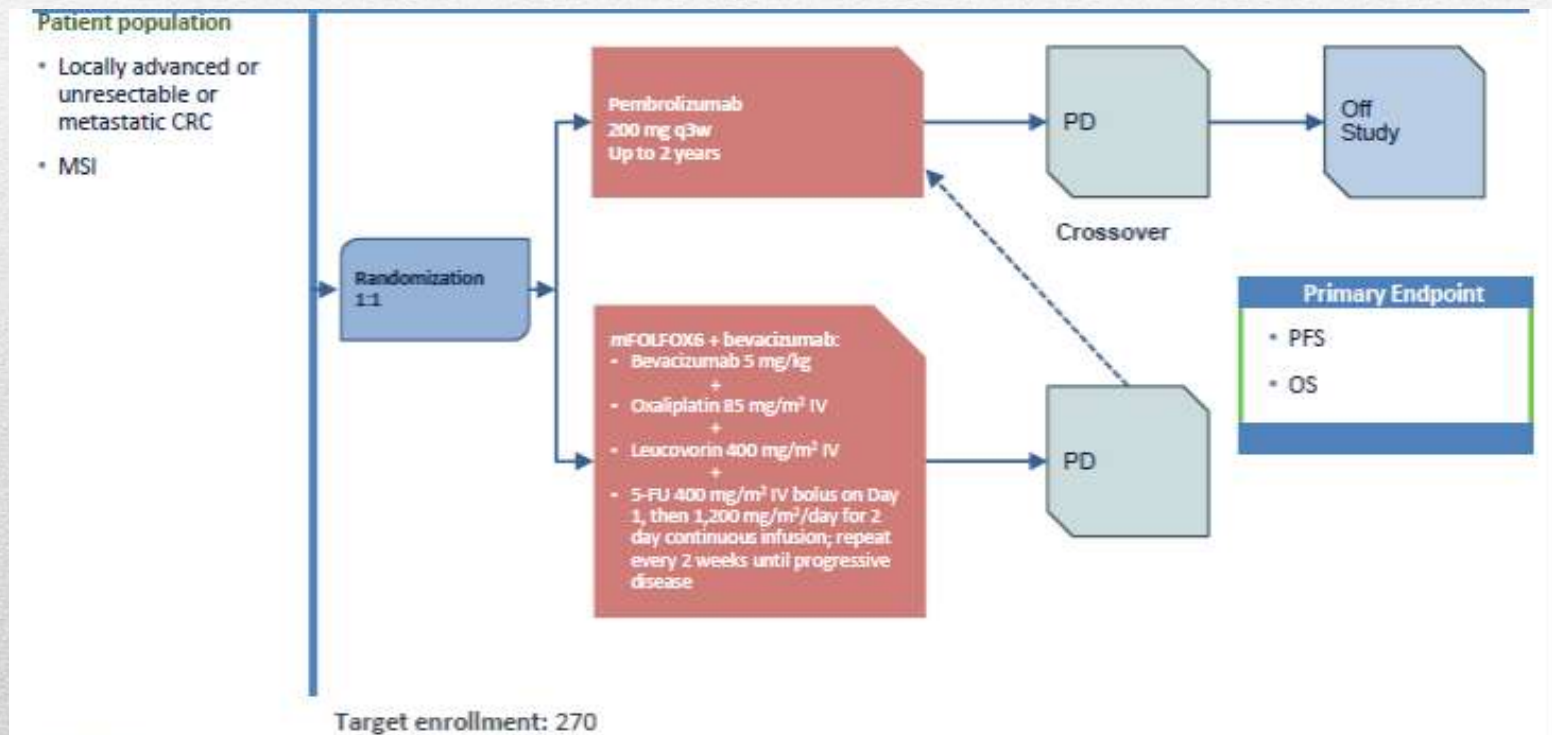 Patient population
• Locally advanced or
unresectable or
metastatic CRC
• MSI
Randomization
1:1
Pembrolizumab
200 mg q3w
Up to 2 years
PD
Off
Study
Crossover
mFOLFOX6 + bevacizumab:
- Bevacizumab 5 mg/kg
+
- Oxaliplatin 85 mg/m² IV
+
- Leucovorin 400 mg/m² IV
+
- 5-FU 400 mg/m² IV bolus on Day
1, then 1,200 mg/m²/day for 2
day continuous infusion; repeat
every 2 weeks until progressive
disease
PD
Primary Endpoint
• PFS
• OS
Target enrollment: 270